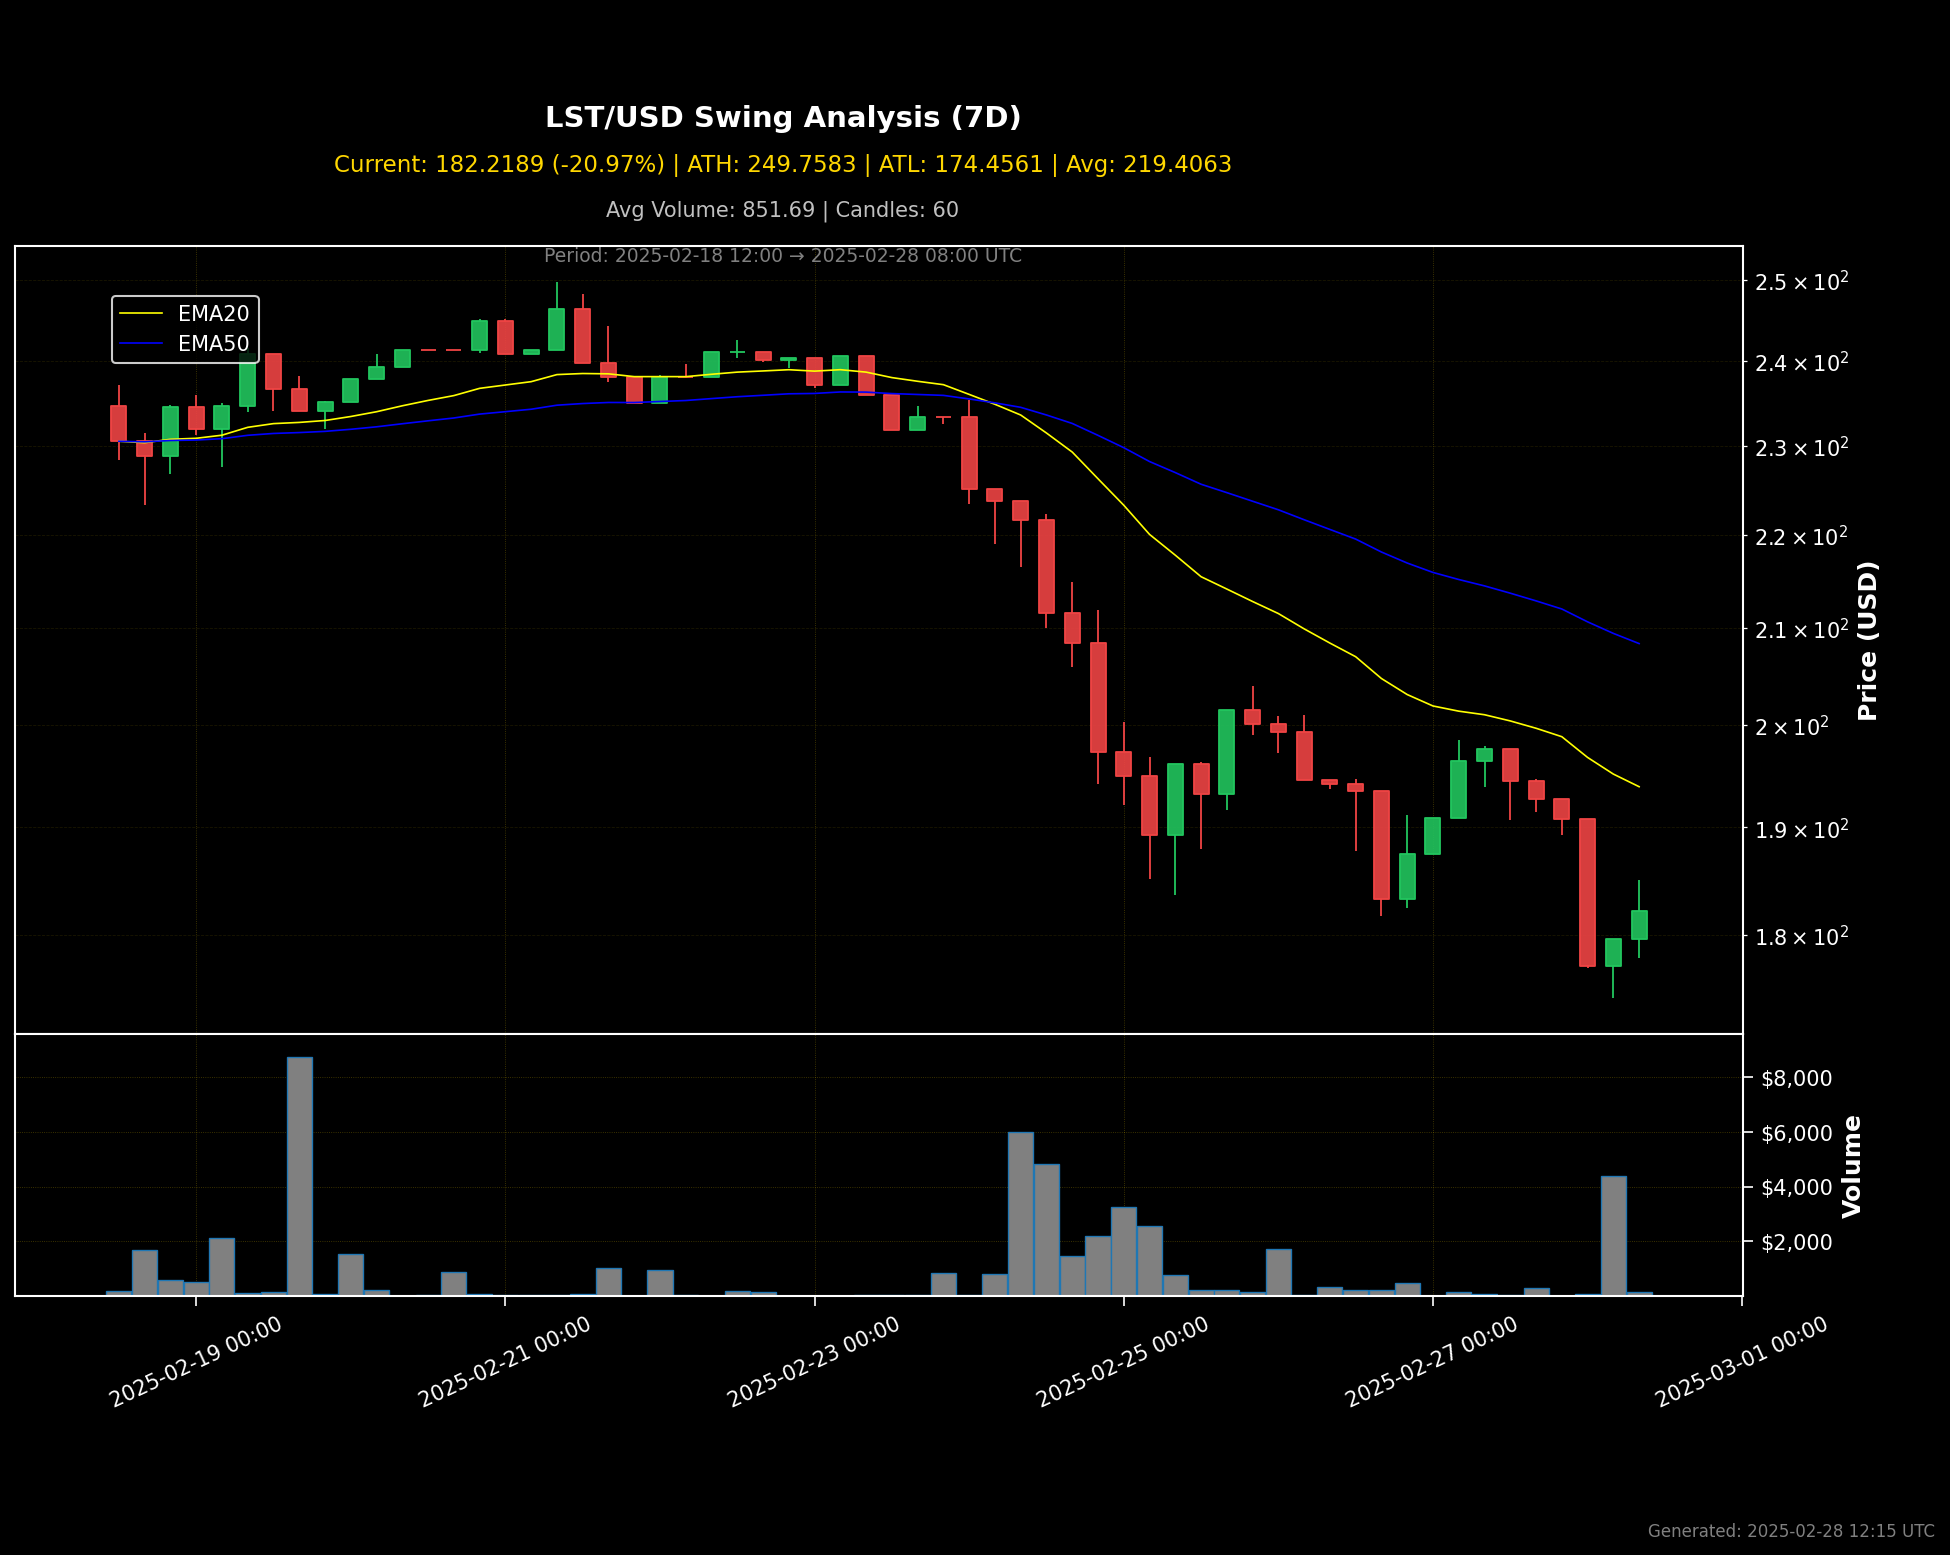 LST/USD Swing Analysis (7D)
Current: 182.2189 (-20.97%) | ATH: 249.7583 | ATL: 174.4561 | Avg: 219.4063
Avg Volume: 851.69 | Candles: 60
Period: 2025-02-18 12:00 → 2025-02-28 08:00 UTC
EMA20
EMA50
2.5 × 10²
2.4 × 10²
2.3 × 10²
2.2 × 10²
2.1 × 10²
2 × 10²
1.9 × 10²
1.8 × 10²
Price (USD)
$8,000
$6,000
$4,000
$2,000
Volume
2025-02-19 00:00
2025-02-21 00:00
2025-02-23 00:00
2025-02-25 00:00
2025-02-27 00:00
2025-03-01 00:00
Generated: 2025-02-28 12:15 UTC